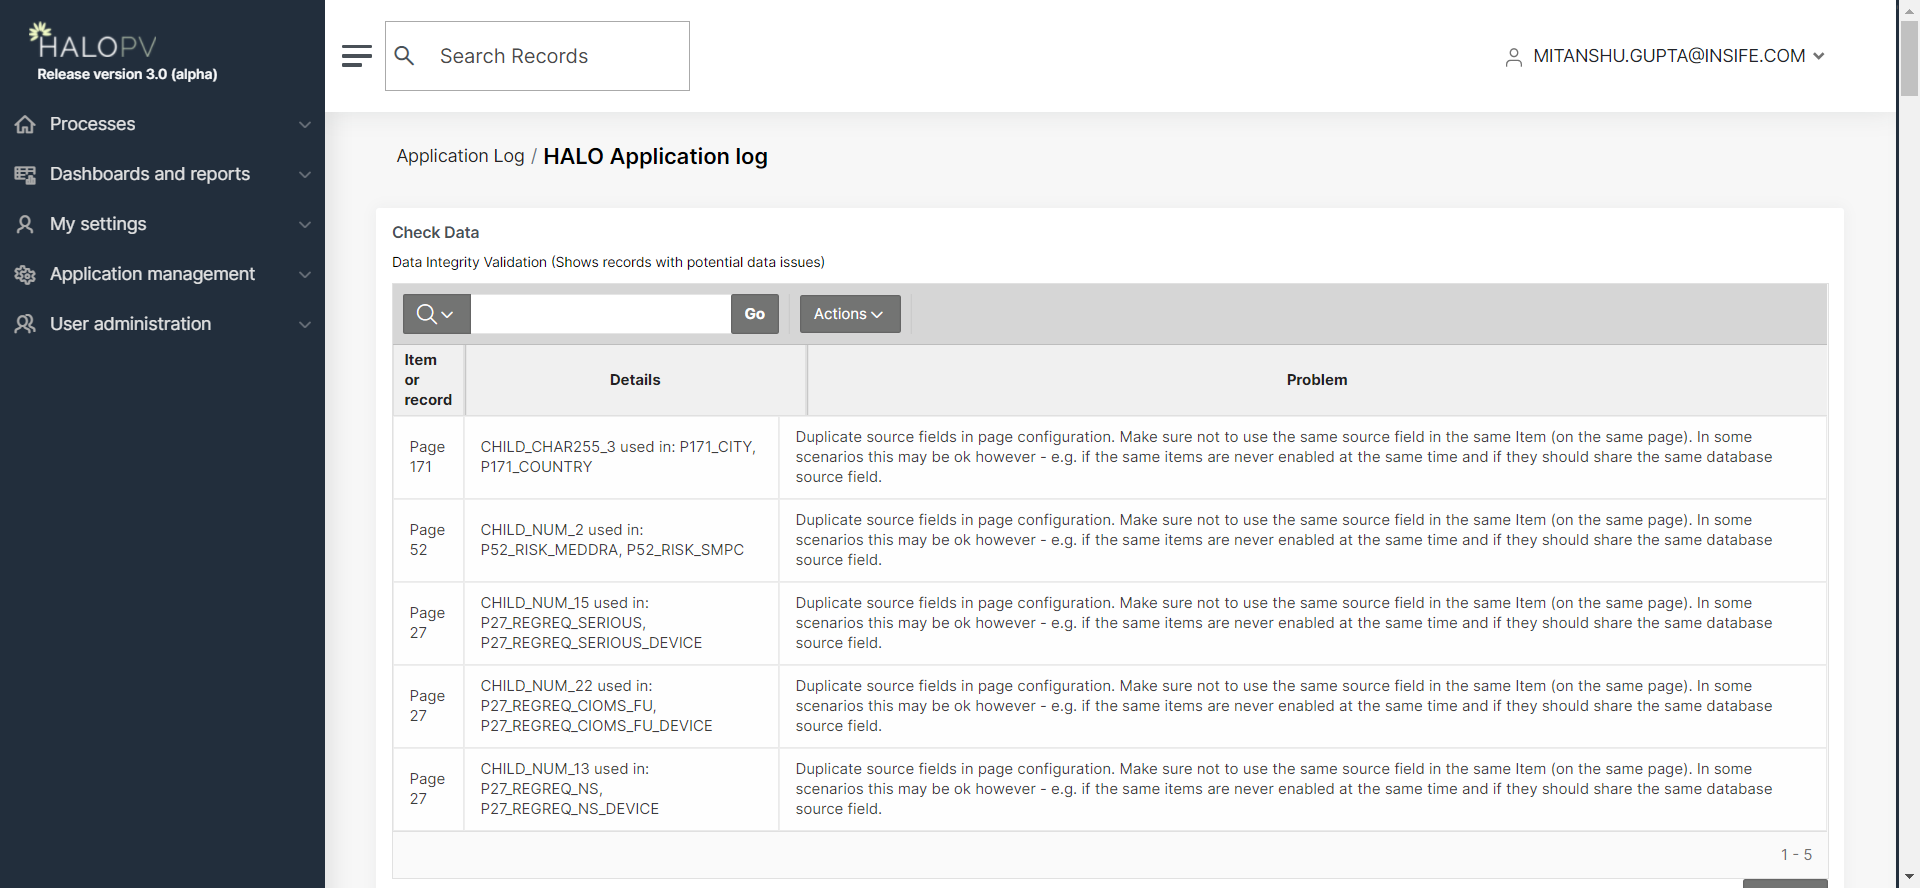 HALOPV
Release version 3.0 (alpha)
Processes
Dashboards and reports
My settings
Application management
User administration
Search Records
MITANSHU.GUPTA@INSIFE.COM
Application Log / HALO Application log
Check Data
Data Integrity Validation (Shows records with potential data issues)
Go
Actions
Item
or
record
Details
Problem
Page
171
CHILD_CHAR255_3 used in: P171_CITY,
P171_COUNTRY
Duplicate source fields in page configuration. Make sure not to use the same source field in the same Item (on the same page). In some
scenarios this may be ok however - e.g. if the same items are never enabled at the same time and if they should share the same database
source field.
Page
52
CHILD_NUM_2 used in:
P52_RISK_MEDDRA, P52_RISK_SMPC
Duplicate source fields in page configuration. Make sure not to use the same source field in the same Item (on the same page). In some
scenarios this may be ok however - e.g. if the same items are never enabled at the same time and if they should share the same database
source field.
Page
27
CHILD_NUM_15 used in:
P27_REGREQ_SERIOUS,
P27_REGREQ_SERIOUS_DEVICE
Duplicate source fields in page configuration. Make sure not to use the same source field in the same Item (on the same page). In some
scenarios this may be ok however - e.g. if the same items are never enabled at the same time and if they should share the same database
source field.
Page
27
CHILD_NUM_22 used in:
P27_REGREQ_CIOMS_FU,
P27_REGREQ_CIOMS_FU_DEVICE
Duplicate source fields in page configuration. Make sure not to use the same source field in the same Item (on the same page). In some
scenarios this may be ok however - e.g. if the same items are never enabled at the same time and if they should share the same database
source field.
Page
27
CHILD_NUM_13 used in:
P27_REGREQ_NS,
P27_REGREQ_NS_DEVICE
Duplicate source fields in page configuration. Make sure not to use the same source field in the same Item (on the same page). In some
scenarios this may be ok however - e.g. if the same items are never enabled at the same time and if they should share the same database
source field.
1 - 5